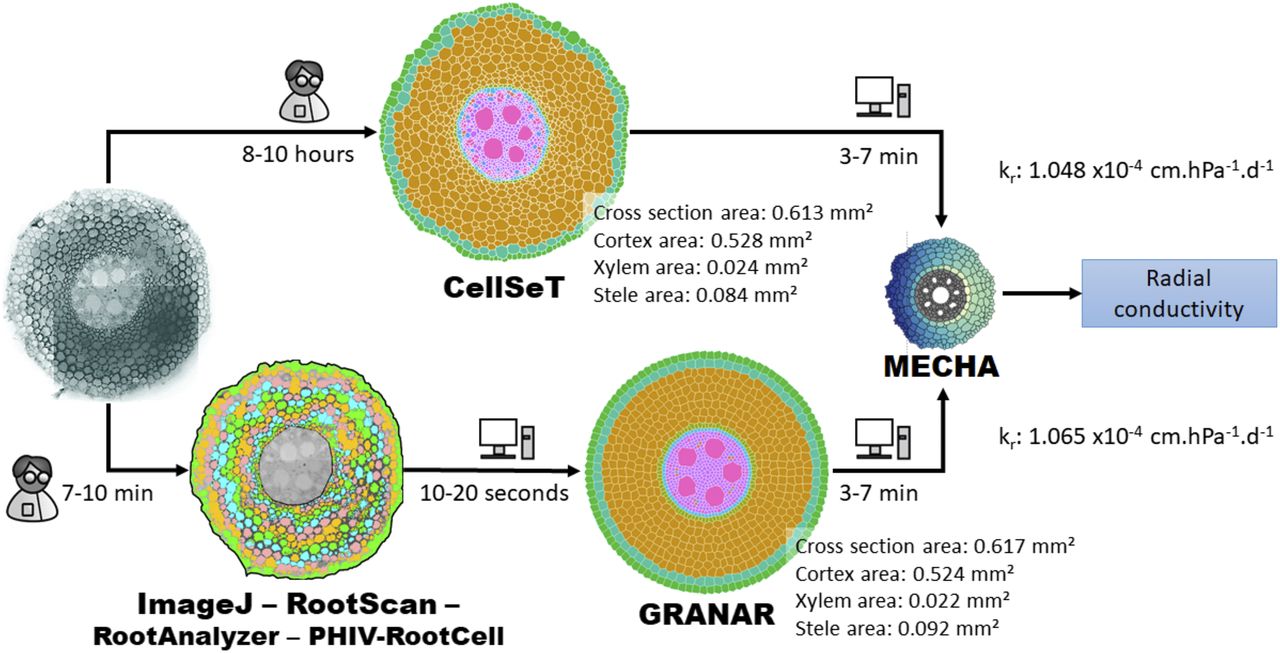 8-10 hours
3-7 min
kr: 1.048 x10-4 cm.hPa-1.d-1
Cross section area: 0.613 mm²
Cortex area: 0.528 mm²
Xylem area: 0.024 mm²
Stele area: 0.084 mm²
CellSeT
Radial
conductivity
MECHA
7-10 min
10-20 seconds
3-7 min
kr: 1.065 x10-4 cm.hPa-1.d-1
Cross section area: 0.617 mm²
Cortex area: 0.524 mm²
Xylem area: 0.022 mm²
Stele area: 0.092 mm²
ImageJ – RootScan –
RootAnalyzer – PHIV-RootCell
GRANAR